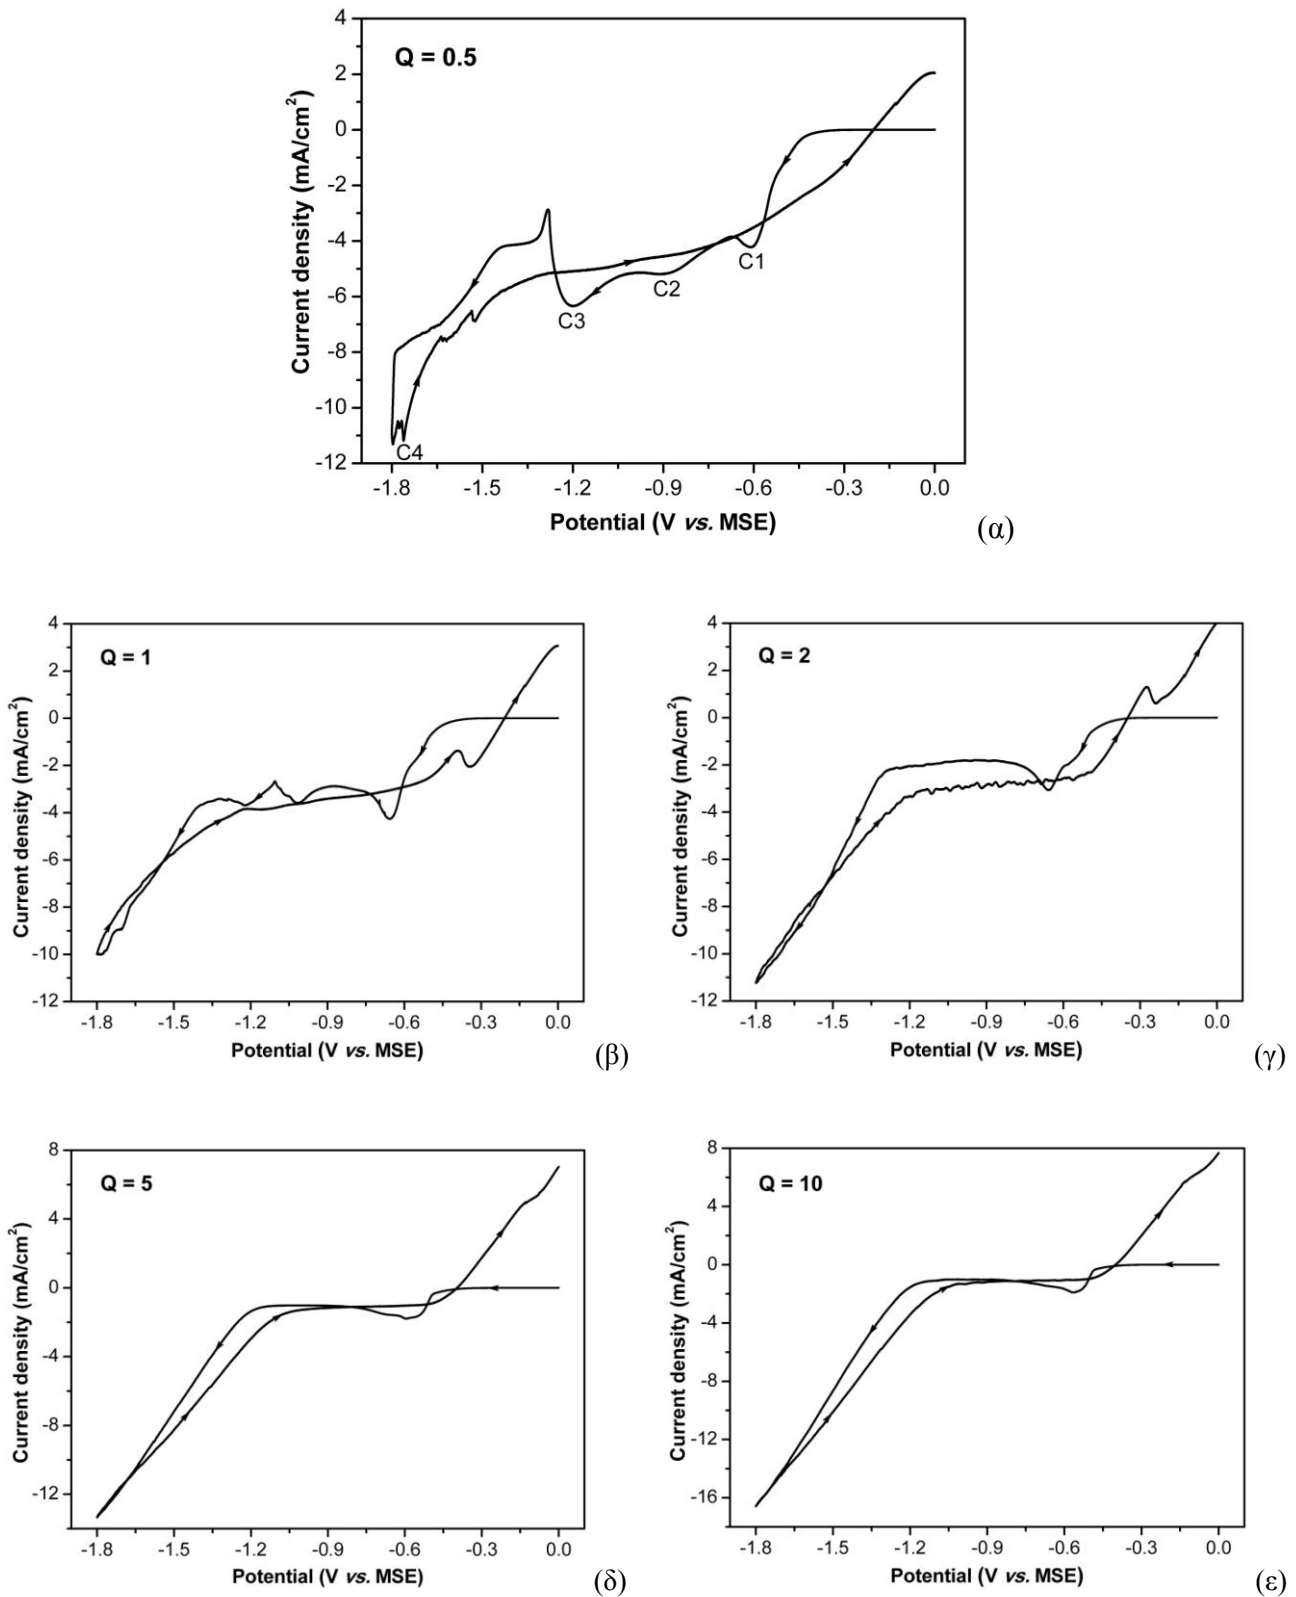 Q = 0.5
4
2
0
-2
-4
-6
-8
-10
-12
Current density (mA/cm²)
C1
C2
C3
C4
-1.8 -1.5 -1.2 -0.9 -0.6 -0.3 0.0
Potential (V vs. MSE)
(α)
Q = 1
4
2
0
-2
-4
-6
-8
-10
-12
Current density (mA/cm²)
-1.8 -1.5 -1.2 -0.9 -0.6 -0.3 0.0
Potential (V vs. MSE)
(β)
Q = 2
4
2
0
-2
-4
-6
-8
-10
-12
Current density (mA/cm²)
-1.8 -1.5 -1.2 -0.9 -0.6 -0.3 0.0
Potential (V vs. MSE)
(γ)
Q = 5
8
4
0
-4
-8
-12
Current density (mA/cm²)
-1.8 -1.5 -1.2 -0.9 -0.6 -0.3 0.0
Potential (V vs. MSE)
(δ)
Q = 10
8
4
0
-4
-8
-12
-16
Current density (mA/cm²)
-1.8 -1.5 -1.2 -0.9 -0.6 -0.3 0.0
Potential (V vs. MSE)
(ε)